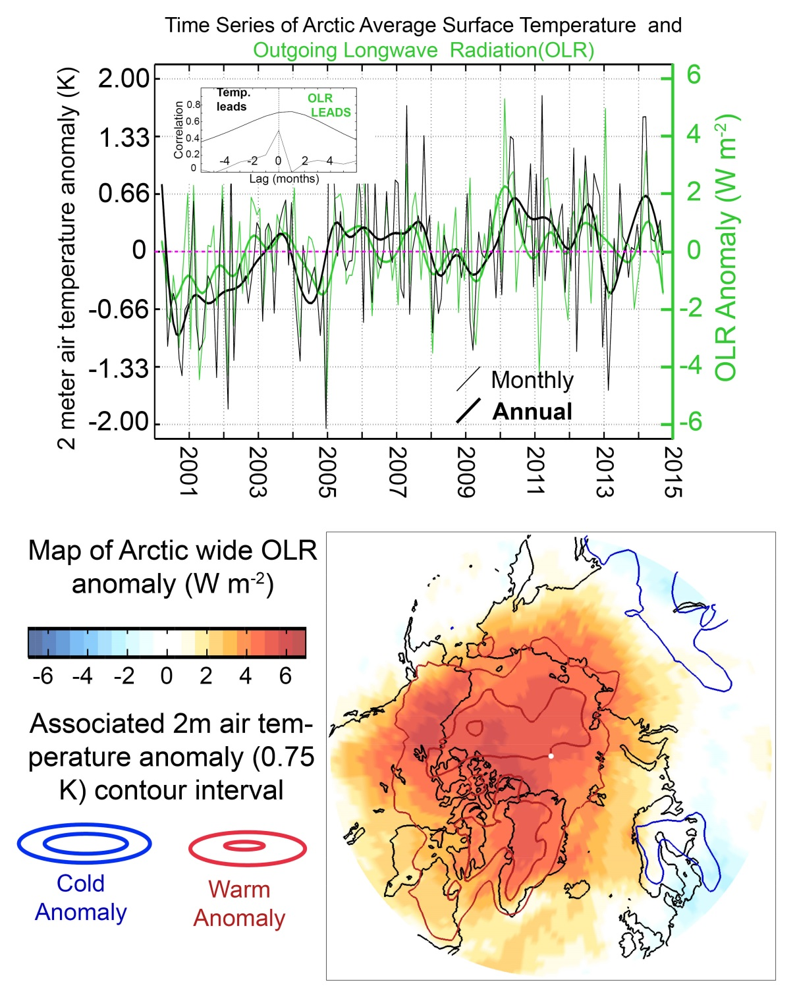 Time Series of Arctic Average Surface Temperature and
Outgoing Longwave Radiation(OLR)
2 meter air temperature anomaly (K)
2.00
1.33
0.66
0
-0.66
-1.33
-2.00
Correlation
0.8
0.6
0.4
0.2
0
Temp.
leads
OLR
LEADS
-4 -2 0 2 4
Lag (months)
Monthly
Annual
6
4
2
0
-2
-4
-6
OLR Anomaly (W m-2)
2001 2003 2005 2007 2009 2011 2013 2015
Map of Arctic wide OLR
anomaly (W m-2)
-6 -4 -2 0 2 4 6
Associated 2m air tem-
perature anomaly (0.75
K) contour interval
Cold
Anomaly
Warm
Anomaly